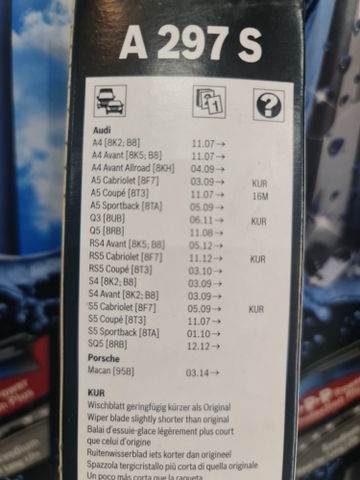 A 297 S
Audi
A4 [8K2; B8] 11.07→
A4 Avant [8K5; B8] 11.07→
A4 Avant Allroad [8KH] 04.09→
A5 Cabriolet [8F7] 03.09→ KUR
A5 Coupé [8T3] 11.07→ 16M
A5 Sportback [8TA] 05.09→
Q3 [8UB] 06.11→ KUR
Q5 [8RB] 11.08→
RS4 Avant [8K5; B8] 05.12→
RS5 Cabriolet [8F7] 11.12→ KUR
RS5 Coupé [8T3] 03.10→
S4 [8K2; B8] 03.09→
S4 Avant [8K2; B8] 03.09→
S5 Cabriolet [8F7] 05.09→ KUR
S5 Coupé [8T3] 11.07→
S5 Sportback [8TA] 01.10→
SQ5 [8RB] 12.12→
Porsche
Macan [95B] 03.14→
KUR
Wischblatt geringfügig kürzer als Original
Wiper blade slightly shorter than original
Balai d'essuie-glace légèrement plus court
que celui d'origine
Ruitenwisserblad iets korter dan origineel
Spazzola tergicristallo più corta di quella originale
Un poco más corta que la raqueta